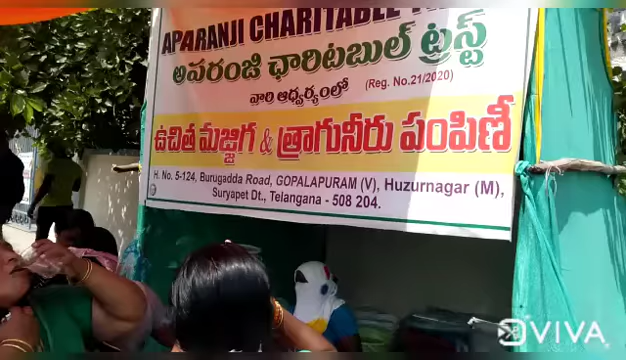 APARANJI CHARITABLE
అపరంజి ఛారిటబుల్ ట్రస్ట్
వారి ఆధ్వర్యంలో (Reg. No.21/2020)
ఉచిత మజ్జిగ & త్రాగునీరు పంపిణీ
H. No. 5-124, Burugadda Road, GOPALAPURAM (V), Huzurnagar (M),
Suryapet Dt., Telangana - 508 204.
VIVA